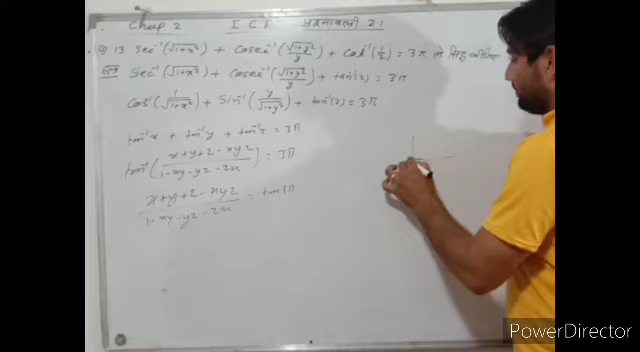 Chap 2 I C F प्रश्नावली 2.1
Q 13 sec⁻¹(√1+x²) + cosec⁻¹(√1+y²/y) + cot⁻¹(1/z) = 3π तो सिद्ध कीजिए
sec⁻¹(√1+x²) + cosec⁻¹(√1+y²/y) + tan⁻¹(z) = 3π
cos⁻¹(1/√1+x²) + sin⁻¹(y/√1+y²) + tan⁻¹(z) = 3π
tan⁻¹x + tan⁻¹y + tan⁻¹z = 3π
tan⁻¹(x+y+z-xyz/1-xy-yz-zx) = 3π
x+y+z-xyz/1-xy-yz-zx = tan3π
PowerDirector